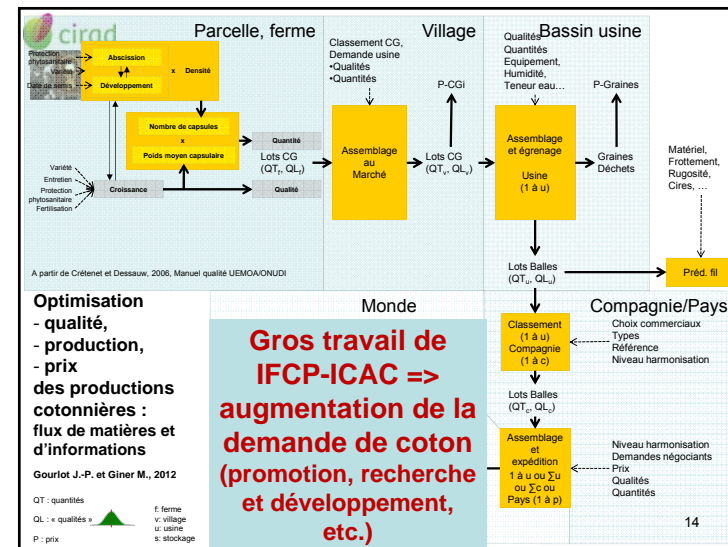 cirad
Parcelle, ferme
Village
Bassin usine
Protection
phytosanitaire
Variété
Date de semis
Abscission
Développement
x
Densité
Nombre de capsules
x
Poids moyen capsulaire
Variété
Entretien
Protection
phytosanitaire
Fertilisation
Croissance
Quantité
Lots CG
(QTf, QLf)
Qualité
Classement CG,
Demande usine
•Qualités
•Quantités
Assemblage
au
Marché
P-CGi
Lots CG
(QTv, QLv)
Qualités
Quantités
Equipement,
Humidité,
Teneur eau…
Assemblage
et égrenage
Usine
(1 à u)
P-Graines
Graines
Déchets
Matériel,
Frottement,
Rugosité,
Cires, …
A partir de Crétenet et Dessauw, 2006, Manuel qualité UEMOA/ONUDI
Lots Balles
(QTu, QLu)
Préd. fil
Optimisation
- qualité,
- production,
- prix
des productions
cotonnières :
flux de matières et
d'informations
Gourlot J.-P. et Giner M., 2012
QT : quantités
QL : « qualités »
P : prix
f: ferme
v: village
u: usine
s: stockage
Monde
Gros travail de
IFCP-ICAC =>
augmentation de la
demande de coton
(promotion, recherche
et développement,
etc.)
Compagnie/Pays
Classement
(1 à u)
Compagnie
(1 à c)
Choix commerciaux
Types
Référence
Niveau harmonisation
Lots Balles
(QTc, QLc)
Assemblage
et
expédition
1 à u ou ∑u
ou ∑c ou
Pays (1 à p)
Niveau harmonisation
Demandes négociants
Prix
Qualités
Quantités
14